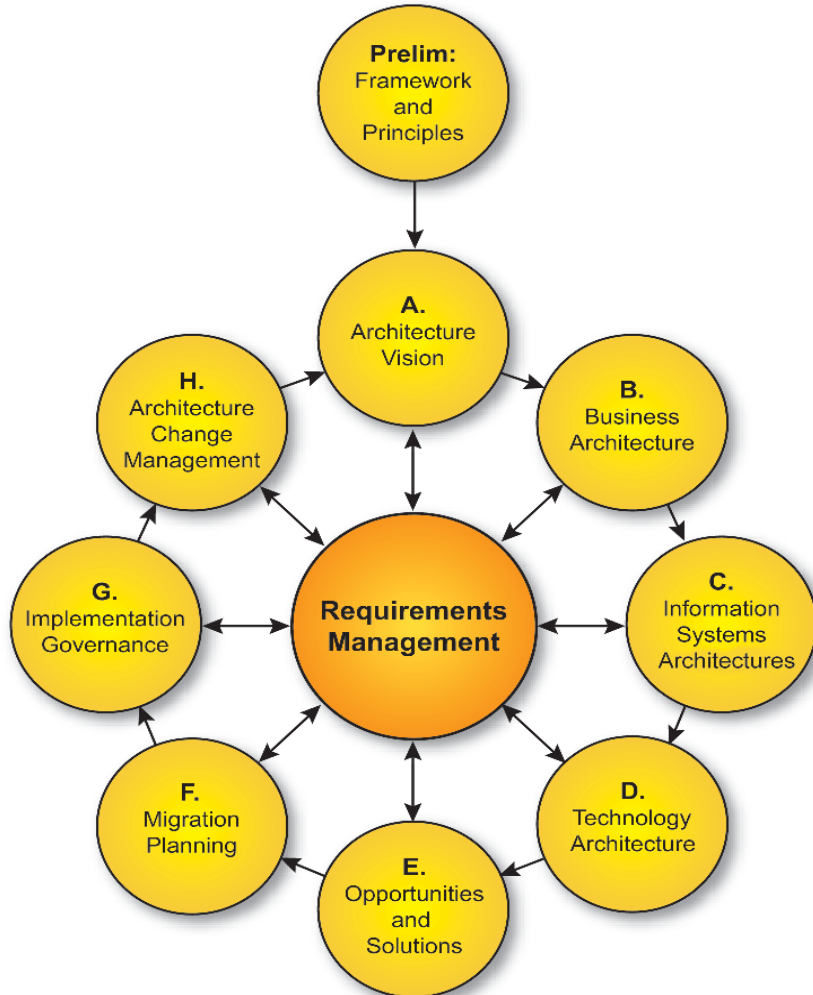 Prelim:
Framework
and
Principles
A.
Architecture
Vision
B.
Business
Architecture
C.
Information
Systems
Architectures
D.
Technology
Architecture
E.
Opportunities
and
Solutions
F.
Migration
Planning
G.
Implementation
Governance
H.
Architecture
Change
Management
Requirements
Management